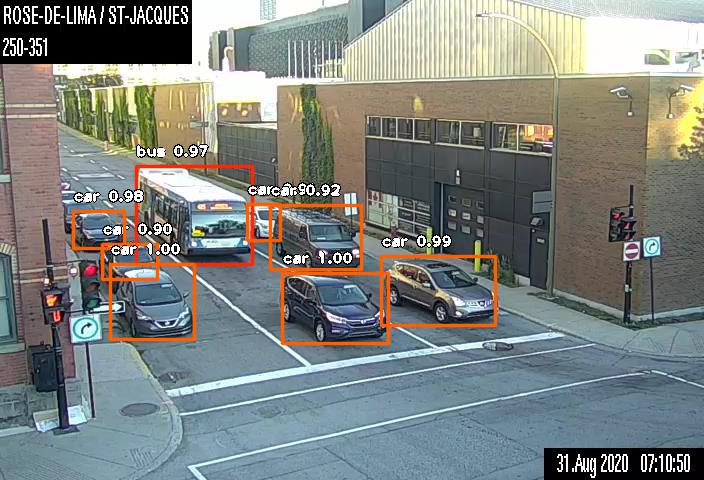 ROSE-DE-LIMA / ST-JACQUES
250-351
bus 0.97
car 0.92
car 0.98
car 0.90
car 0.99
car 1.00
car 1.00
31.Aug 2020 07:10:50